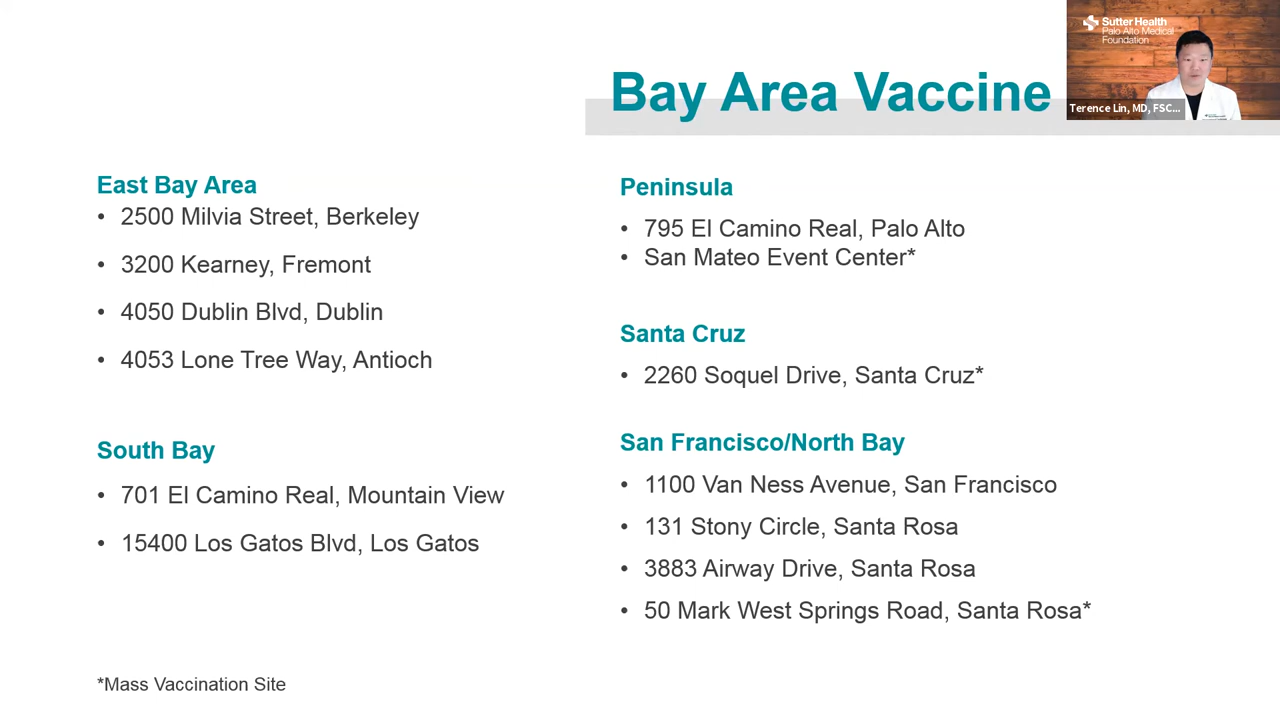 Sutter Health
Palo Alto Medical
Foundation
Bay Area Vaccine
Terence Lin, MD, FSC...
East Bay Area
• 2500 Milvia Street, Berkeley
• 3200 Kearney, Fremont
• 4050 Dublin Blvd, Dublin
• 4053 Lone Tree Way, Antioch
South Bay
• 701 El Camino Real, Mountain View
• 15400 Los Gatos Blvd, Los Gatos
Peninsula
• 795 El Camino Real, Palo Alto
• San Mateo Event Center*
Santa Cruz
• 2260 Soquel Drive, Santa Cruz*
San Francisco/North Bay
• 1100 Van Ness Avenue, San Francisco
• 131 Stony Circle, Santa Rosa
• 3883 Airway Drive, Santa Rosa
• 50 Mark West Springs Road, Santa Rosa*
*Mass Vaccination Site